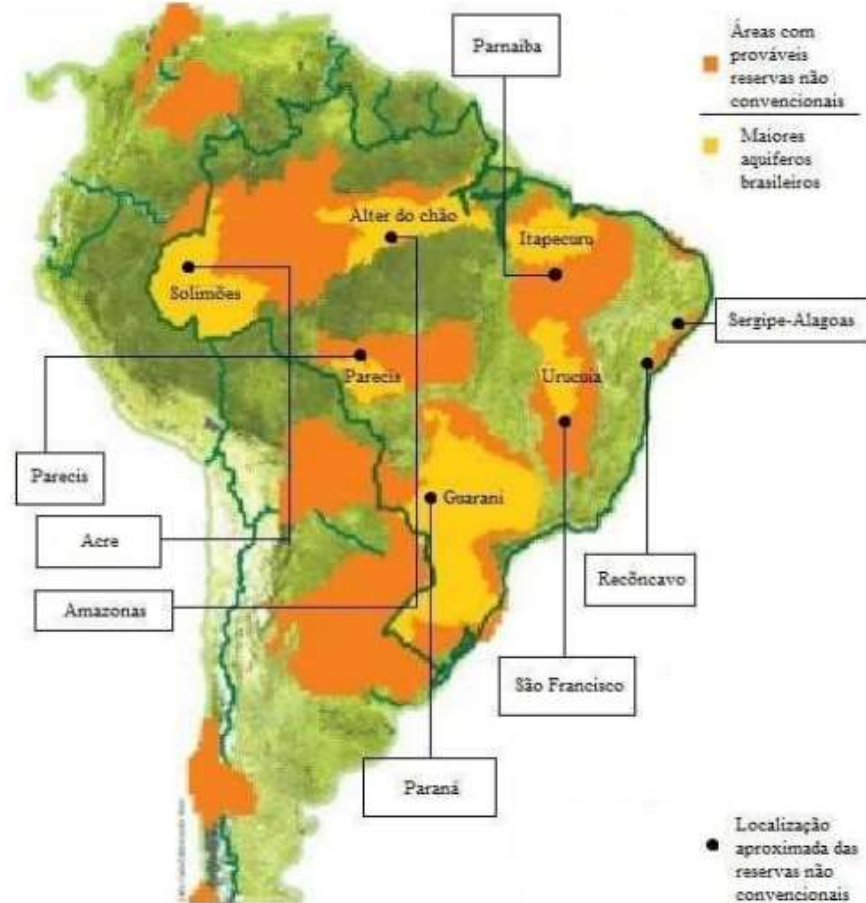 Parnaíba
Áreas com
prováveis
reservas não
convencionais
Maiores
aquiferos
brasileiros
Alter do chão
Itapecuru
Solimões
Sergipe-Alagoas
Parecis
Urucuia
Parecis
Guarani
Acre
Recôncavo
Amazonas
São Francisco
Paraná
Localização
aproximada das
reservas não
convencionais